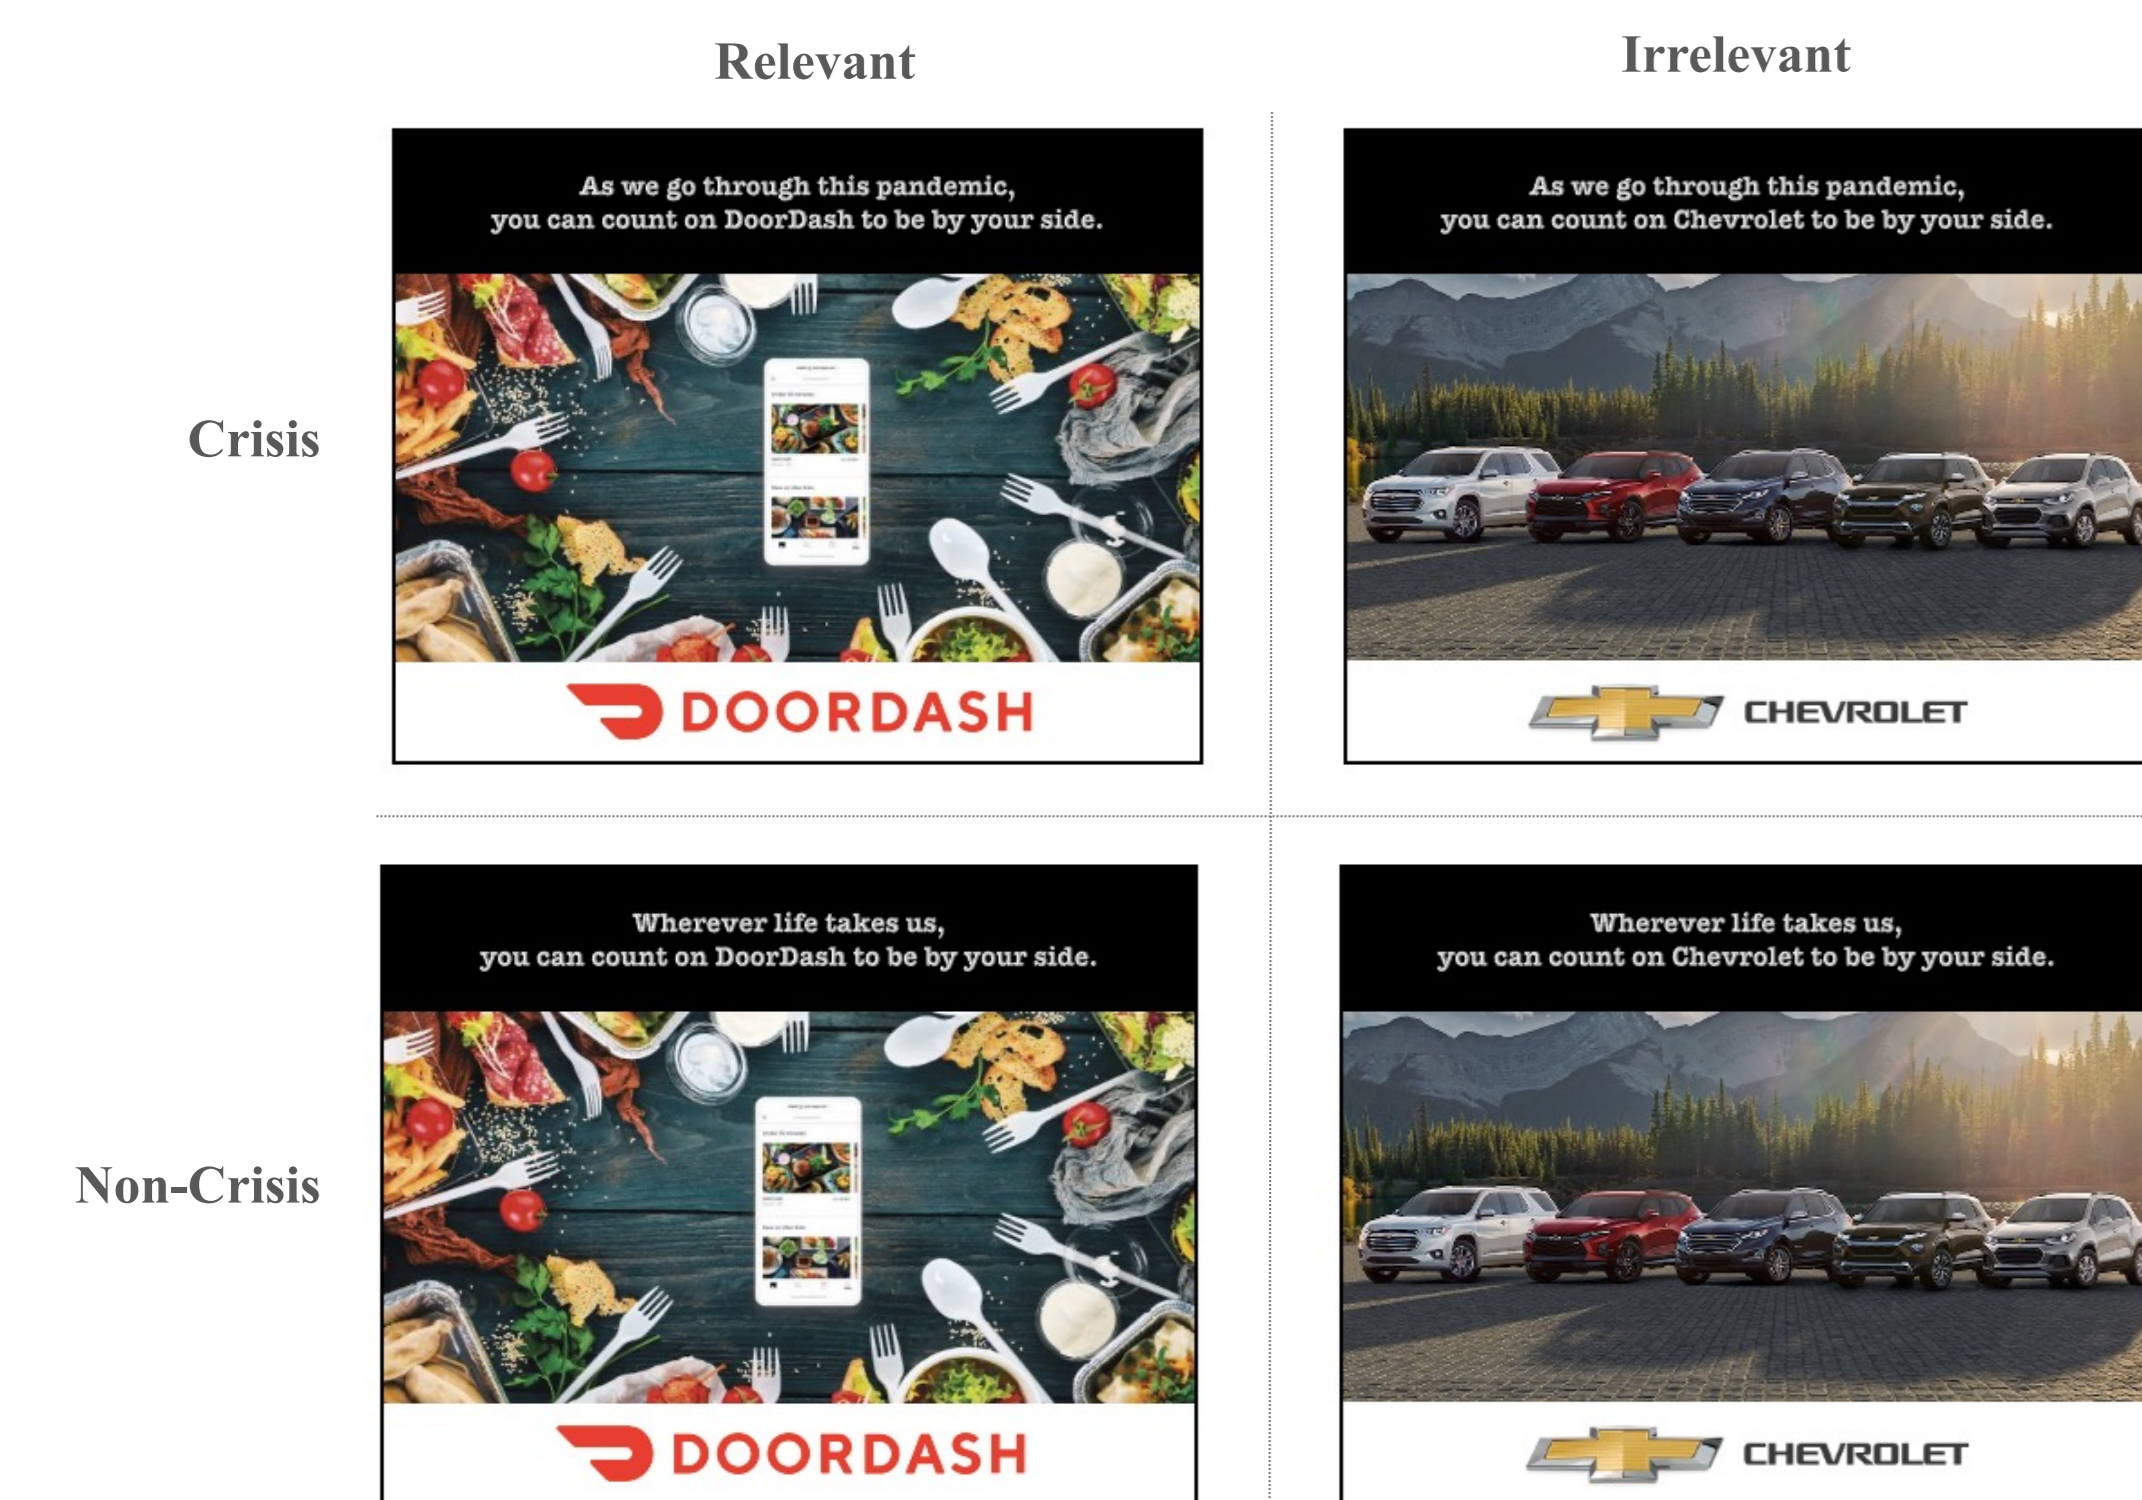 Relevant
Irrelevant
Crisis
As we go through this pandemic,
you can count on DoorDash to be by your side.
DOORDASH
As we go through this pandemic,
you can count on Chevrolet to be by your side.
CHEVROLET
Non-Crisis
Wherever life takes us,
you can count on DoorDash to be by your side.
DOORDASH
Wherever life takes us,
you can count on Chevrolet to be by your side.
CHEVROLET